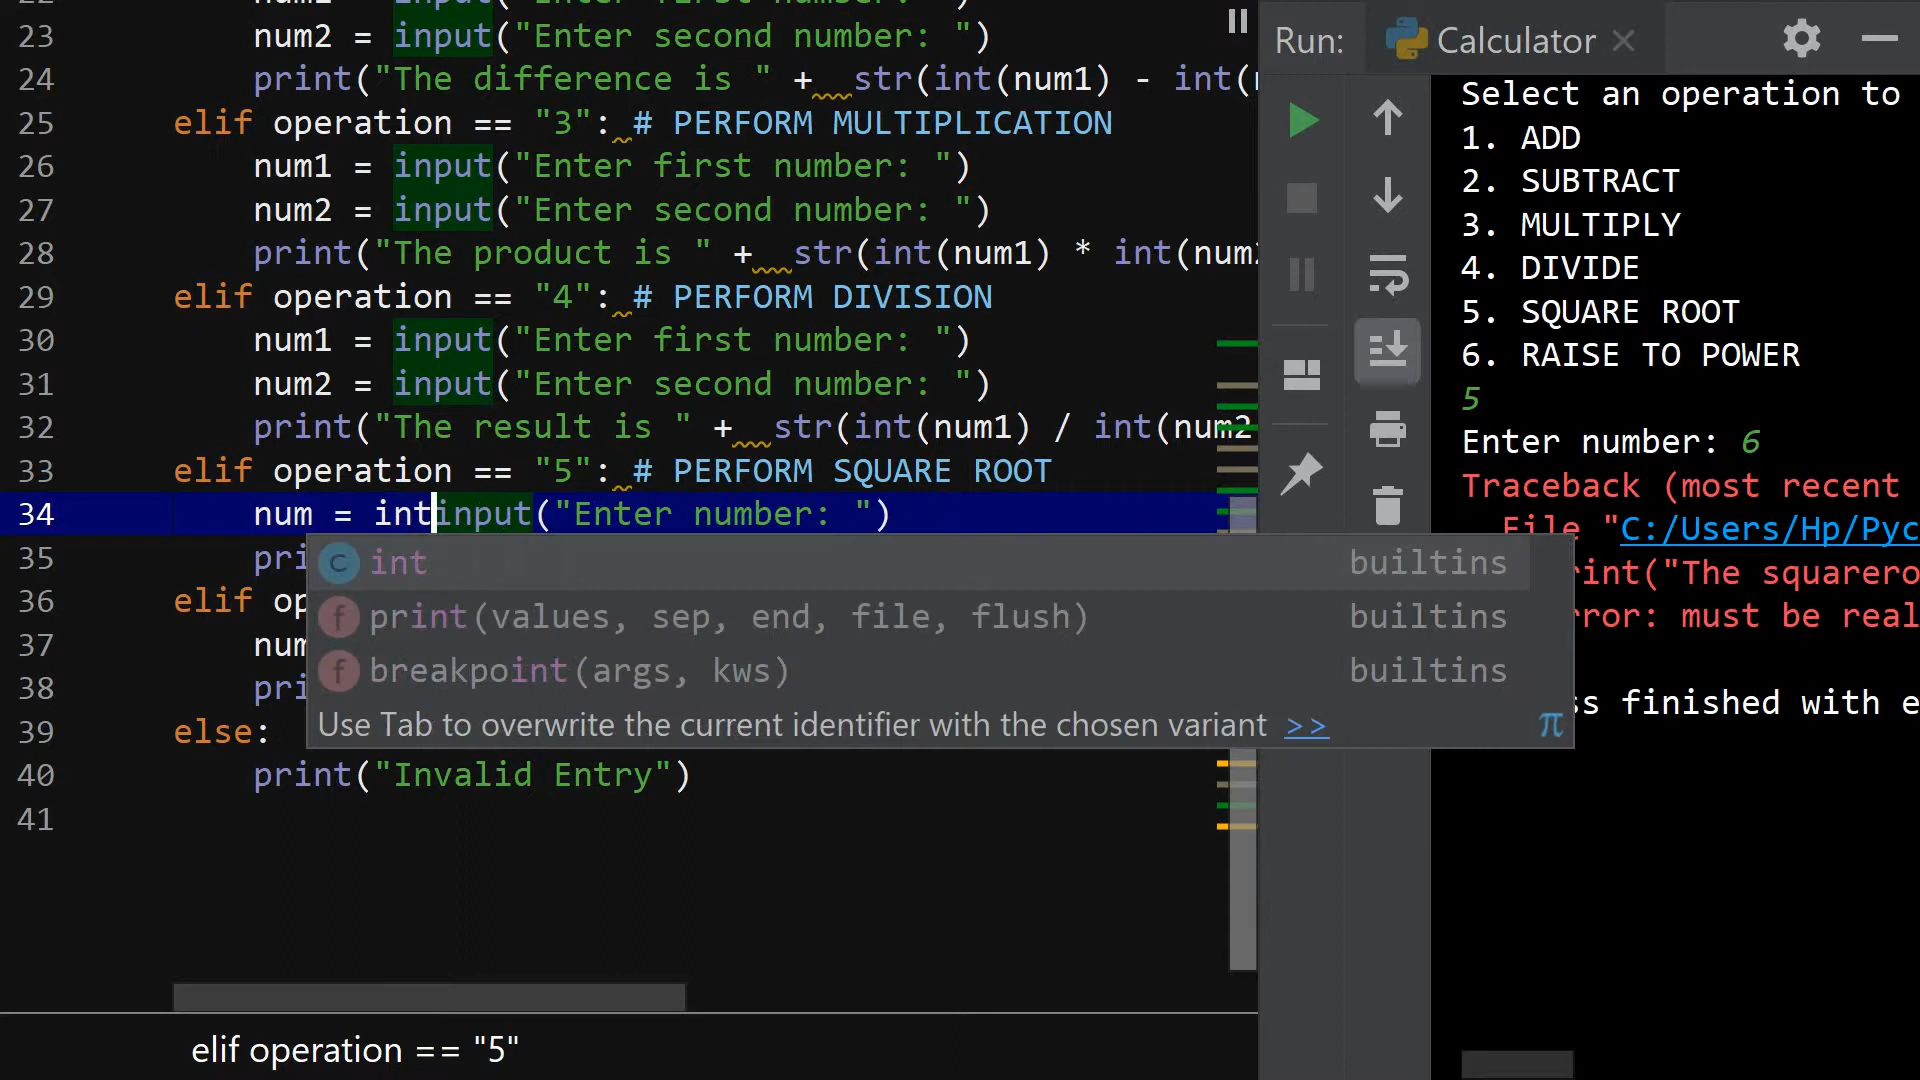 22 num1 = input("Enter first number: ")
23 num2 = input("Enter second number: ")
24 print("The difference is " + str(int(num1) - int(
25 elif operation == "3": # PERFORM MULTIPLICATION
26 num1 = input("Enter first number: ")
27 num2 = input("Enter second number: ")
28 print("The product is " + str(int(num1) * int(num
29 elif operation == "4": # PERFORM DIVISION
30 num1 = input("Enter first number: ")
31 num2 = input("Enter second number: ")
32 print("The result is " + str(int(num1) / int(num2
33 elif operation == "5": # PERFORM SQUARE ROOT
34 num = intinput("Enter number: ")
35 pri
36 elif op
37 num
38 pri
39 else:
40 print("Invalid Entry")
41
c int builtins
f print(values, sep, end, file, flush) builtins
f breakpoint(args, kws) builtins
Use Tab to overwrite the current identifier with the chosen variant >> π
elif operation == "5"
Run: Calculator
Select an operation to
1. ADD
2. SUBTRACT
3. MULTIPLY
4. DIVIDE
5. SQUARE ROOT
6. RAISE TO POWER
5
Enter number: 6
Traceback (most recent
File "C:/Users/Hp/Pyc
rint("The squarero
rror: must be real
ss finished with e